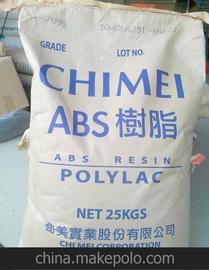 GRADE LOT NO.
CHIMEI
ABS 樹脂
ABS RESIN
POLYLAC
NET 25KGS
奇美實業股份有限公司
CHI MEI CORPORATION
china.makepolo.com